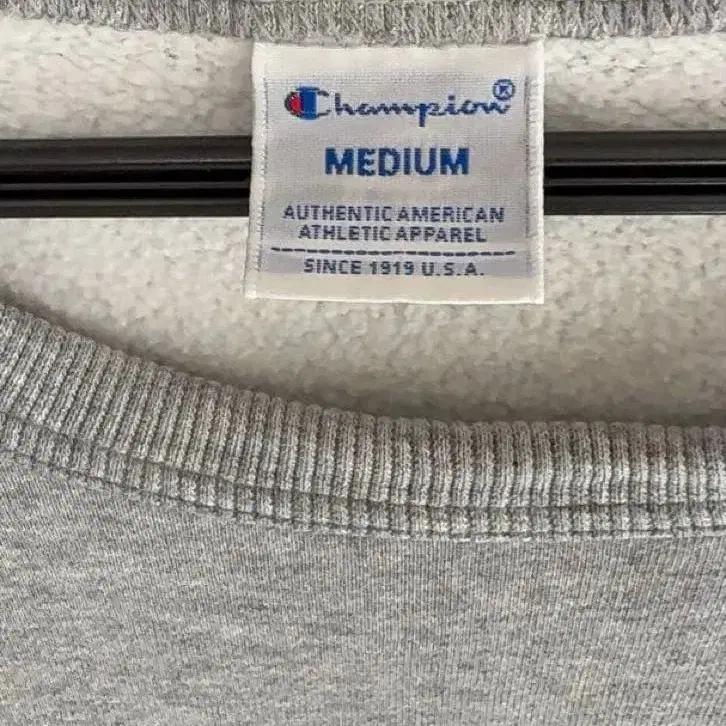 Champion®
MEDIUM
AUTHENTIC AMERICAN
ATHLETIC APPAREL
SINCE 1919 U.S.A.